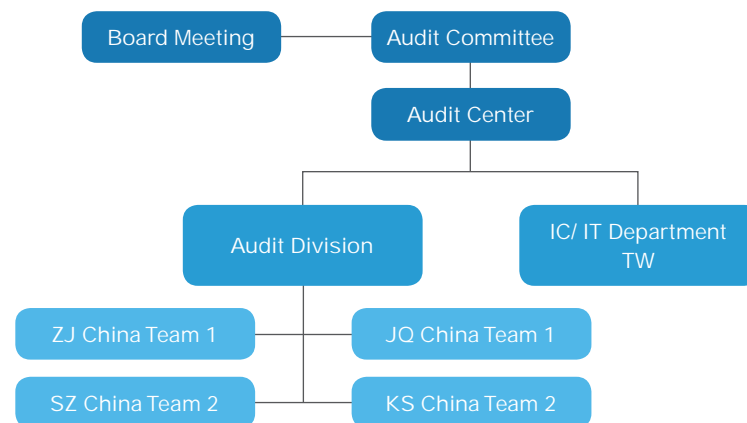 Board Meeting
Audit Committee
Audit Center
Audit Division
IC/ IT Department
TW
ZJ China Team 1
JQ China Team 1
SZ China Team 2
KS China Team 2